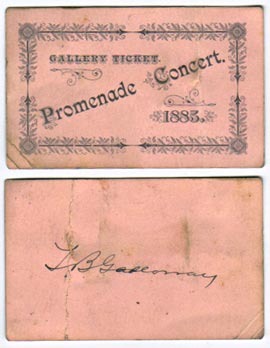 GALLERY TICKET.
Promenade Concert.
1883.
T B Galloway